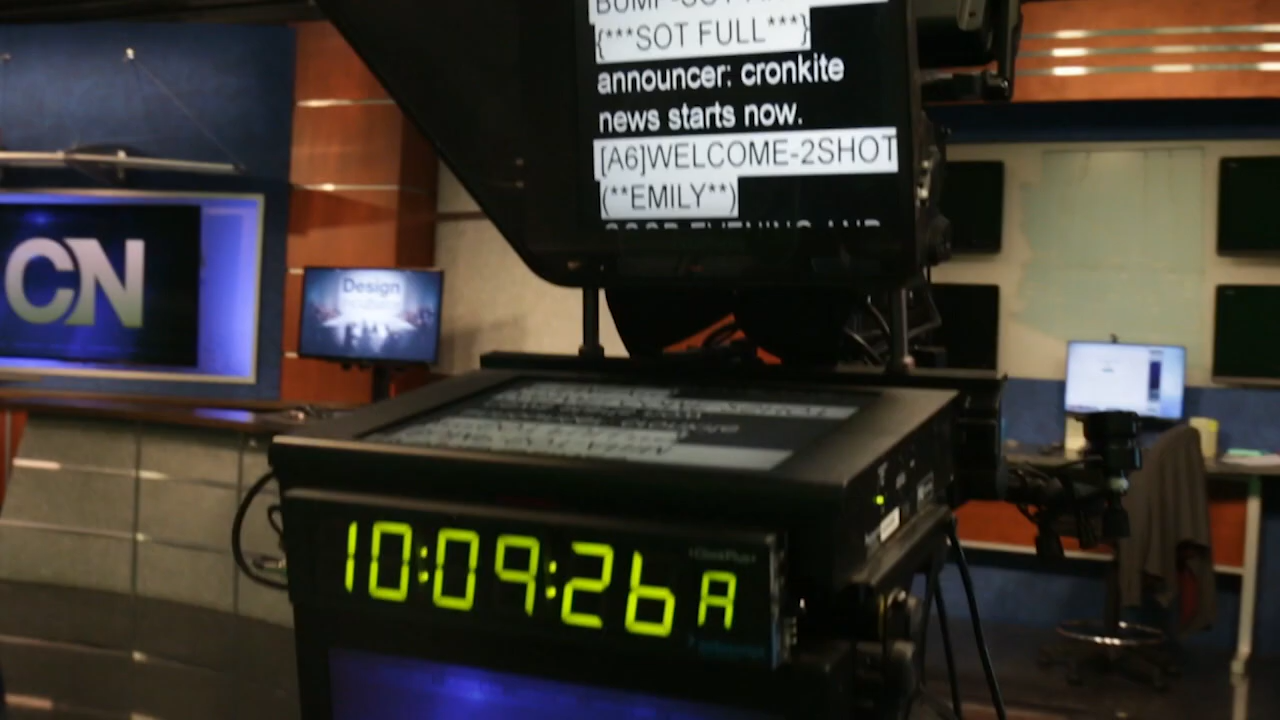 {***SOT FULL***}
announcer: cronkite
news starts now.
[A6]WELCOME-2SHOT
(**EMILY**)
CN
Design
10:09:26 A